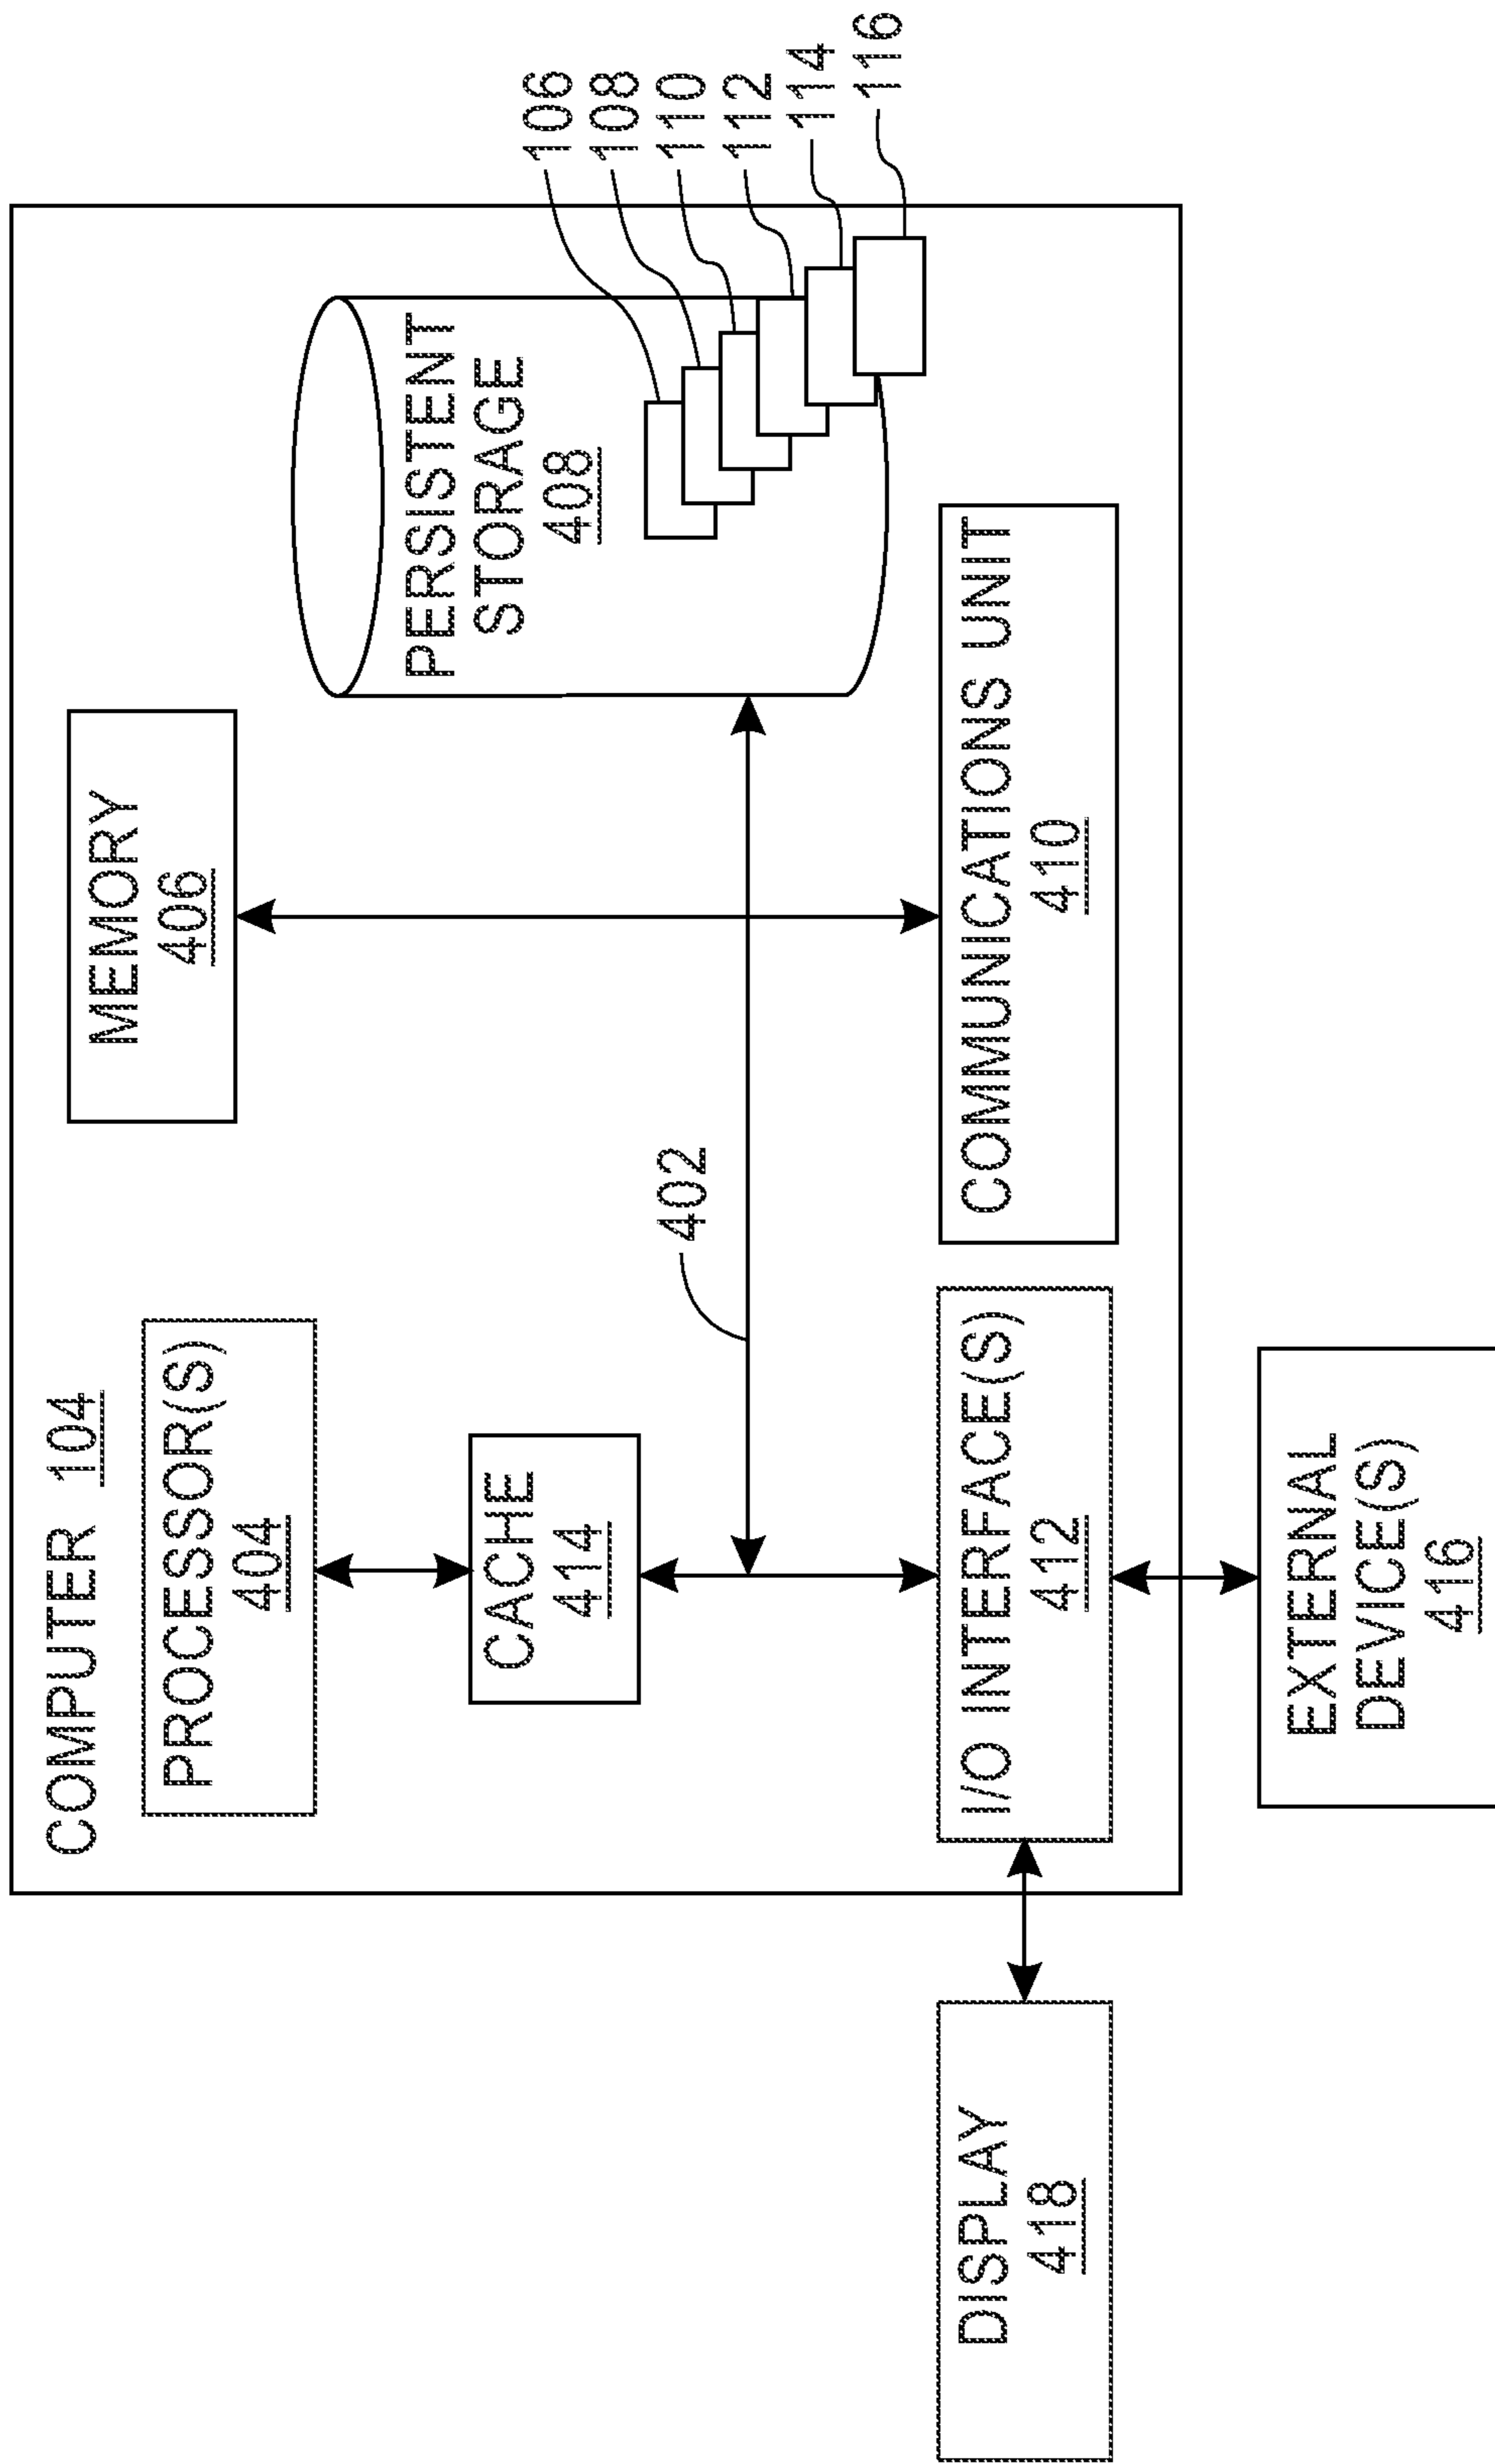 COMPUTER 104
PROCESSOR(S)
404
MEMORY
406
CACHE
414
PERSISTENT
STORAGE
408
402
106
108
110
112
114
116
DISPLAY
418
I/O INTERFACE(S)
412
COMMUNICATIONS UNIT
410
EXTERNAL
DEVICE(S)
416